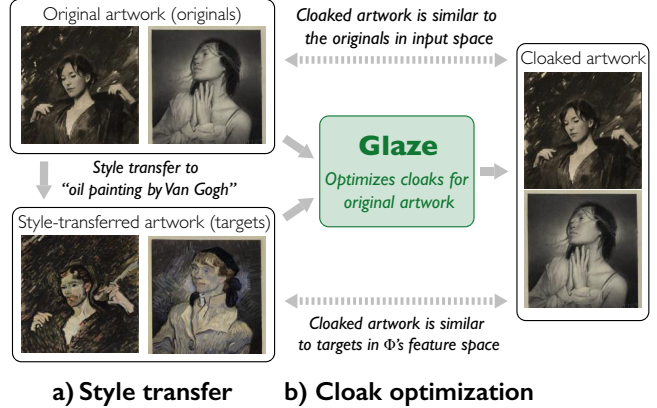 Original artwork (originals)
Cloaked artwork is similar to
the originals in input space
Cloaked artwork
Glaze
Optimizes cloaks for
original artwork
Style transfer to
“oil painting by Van Gogh”
Style-transferred artwork (targets)
Cloaked artwork is similar
to targets in Φ's feature space
a) Style transfer
b) Cloak optimization